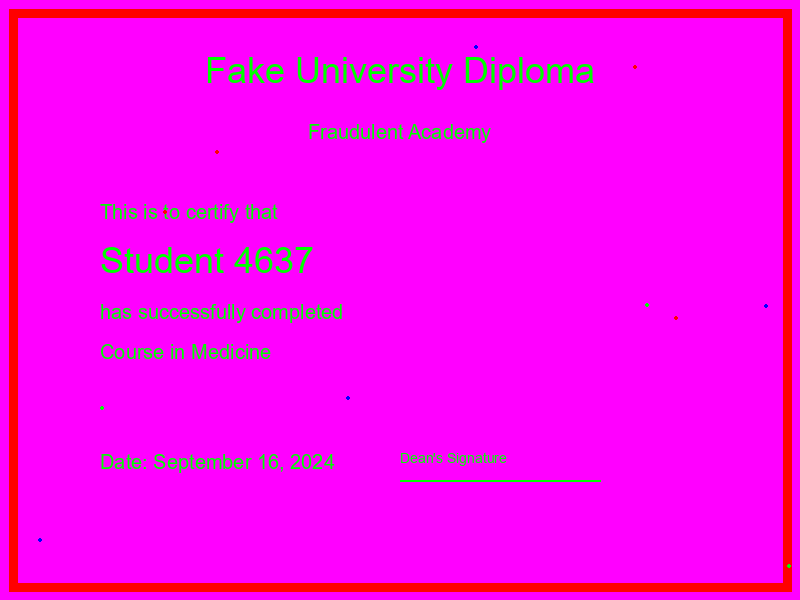 Fake University Diploma
Fraudulent Academy
This is to certify that
Student 4637
has successfully completed
Course in Medicine
Date: September 16, 2024
Dean's Signature